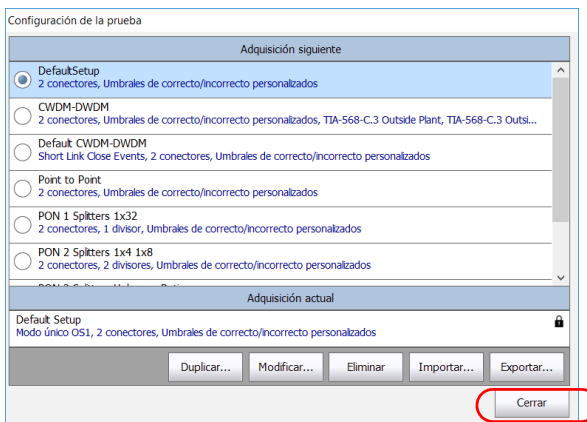 Configuración de la prueba
Adquisición siguiente
DefaultSetup
2 conectores, Umbrales de correcto/incorrecto personalizados
CWDM-DWDM
2 conectores, Umbrales de correcto/incorrecto personalizados, TIA-568-C.3 Outside Plant, TIA-568-C.3 Outsi...
Default CWDM-DWDM
Short Link Close Events, 2 conectores, Umbrales de correcto/incorrecto personalizados
Point to Point
2 conectores, Umbrales de correcto/incorrecto personalizados
PON 1 Splitters 1x32
2 conectores, 1 divisor, Umbrales de correcto/incorrecto personalizados
PON 2 Splitters 1x4 1x8
2 conectores, 2 divisores, Umbrales de correcto/incorrecto personalizados
Adquisición actual
Default Setup
Modo único OS1, 2 conectores, Umbrales de correcto/incorrecto personalizados
Duplicar... Modificar... Eliminar Importar... Exportar...
Cerrar